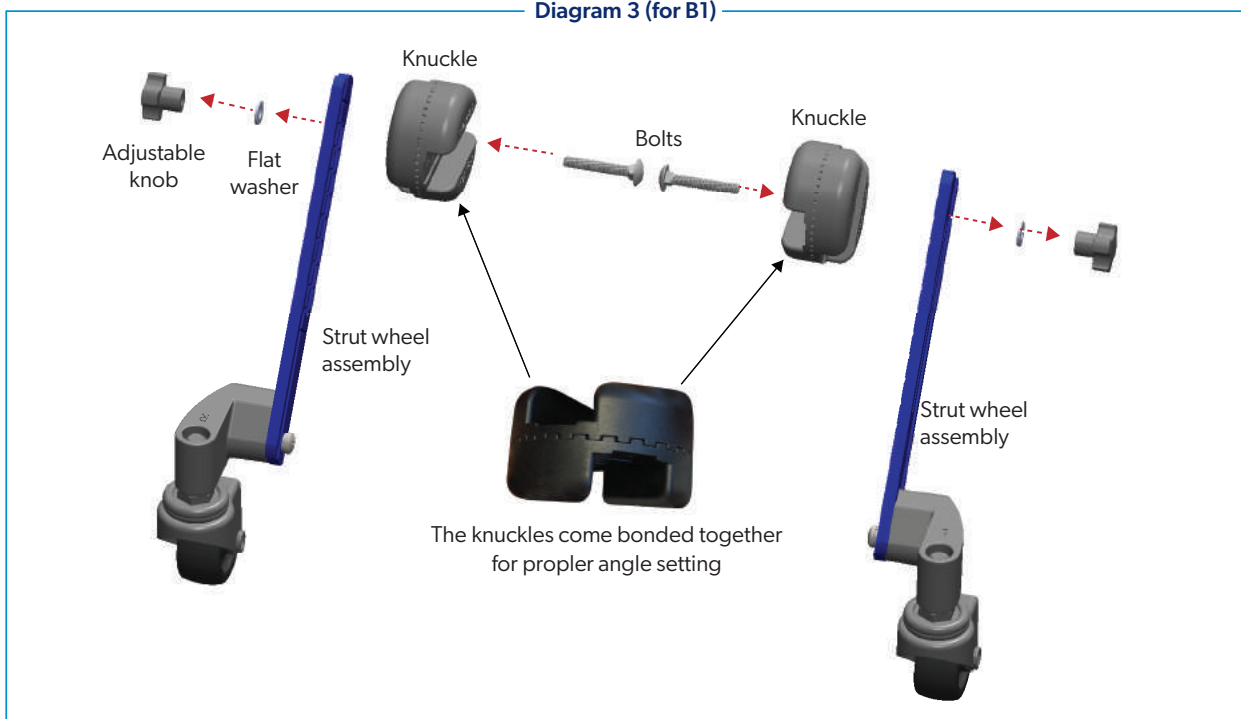 Diagram 3 (for B1)
Knuckle
Knuckle
Bolts
Adjustable
knob
Flat
washer
Strut wheel
assembly
Strut wheel
assembly
The knuckles come bonded together
for propler angle setting